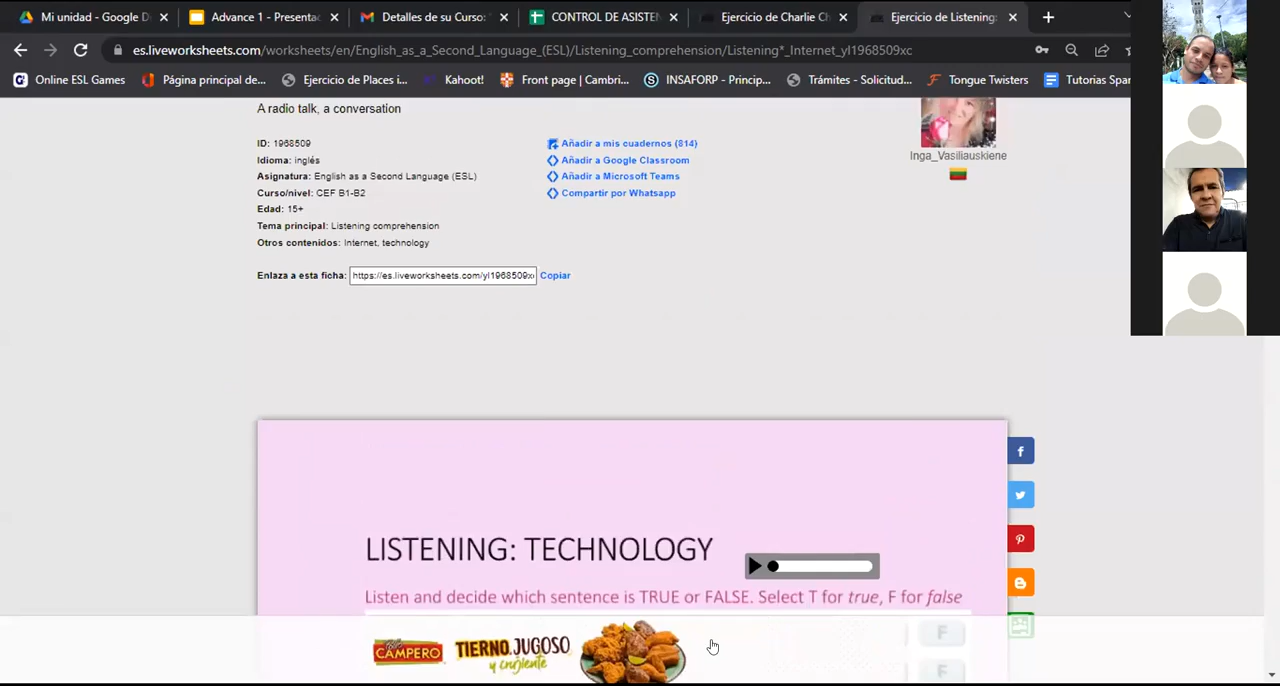 Mi unidad - Google D
Advance 1 - Presenta
Detalles de su Curso:
CONTROL DE ASISTEN
Ejercicio de Charlie Ch
Ejercicio de Listening:
es.liveworksheets.com/worksheets/en/English_as_a_Second_Language_(ESL)/Listening_comprehension/Listening*_Internet_yl1968509xc
Online ESL Games
Página principal de...
Ejercicio de Places i...
Kahoot!
Front page | Cambri...
INSAFORP - Princip...
Trámites - Solicitud...
Tongue Twisters
Tutorias Spar
A radio talk, a conversation
ID: 1968509
Idioma: inglés
Asignatura: English as a Second Language (ESL)
Curso/nivel: CEF B1-B2
Edad: 15+
Tema principal: Listening comprehension
Otros contenidos: Internet, technology
Añadir a mis cuadernos (814)
Añadir a Google Classroom
Añadir a Microsoft Teams
Compartir por Whatsapp
Inga_Vasiliauskiene
Enlaza a esta ficha: https://es.liveworksheets.com/yl1968509x Copiar
LISTENING: TECHNOLOGY
Listen and decide which sentence is TRUE or FALSE. Select T for true, F for false
F
F
CAMPERO
TIERNO, JUGOSO
y crujiente